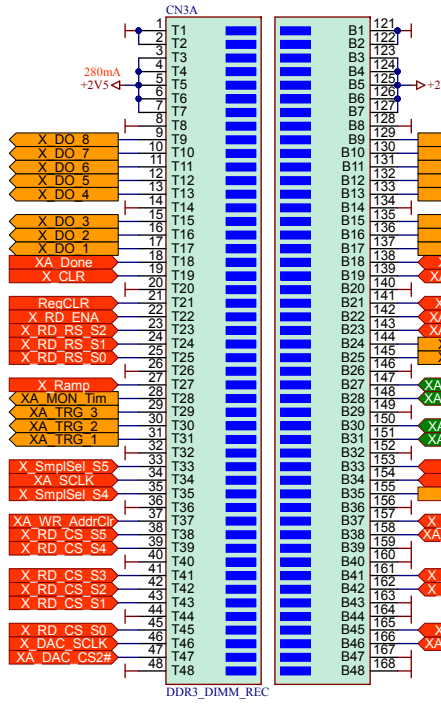 CN3A
1 T1 B1 121
2 T2 B2 122
3 T3 B3 123
280mA 4 T4 B4 124
+2V5 5 T5 B5 125 +2
6 T6 B6 126
7 T7 B7 127
8 T8 B8 128
X_DO_8 9 T9 B9 129
X_DO_7 10 T10 B10 130
X_DO_6 11 T11 B11 131
X_DO_5 12 T12 B12 132
X_DO_4 13 T13 B13 133
14 T14 B14 134
X_DO_3 15 T15 B15 135
X_DO_2 16 T16 B16 136
X_DO_1 17 T17 B17 137
XA_Done 18 T18 B18 138 X
X_CLR 19 T19 B19 139 XA
20 T20 B20 140
RegCLR 21 T21 B21 141 X
X_RD_ENA 22 T22 B22 142 XA
X_RD_RS_S2 23 T23 B23 143 XA
X_RD_RS_S1 24 T24 B24 144 X
X_RD_RS_S0 25 T25 B25 145 X
26 T26 B26 146
X_Ramp 27 T27 B27 147 XA
XA_MON_Tim 28 T28 B28 148 XA
XA_TRG_3 29 T29 B29 149
XA_TRG_2 30 T30 B30 150 XA
XA_TRG_1 31 T31 B31 151 XA
32 T32 B32 152
X_SmplSel_S5 33 T33 B33 153 X
XA_SCLK 34 T34 B34 154 X
X_SmplSel_S4 35 T35 B35 155
36 T36 B36 156
XA_WR_AddrClr 37 T37 B37 157 X
X_RD_CS_S5 38 T38 B38 158 XA
X_RD_CS_S4 39 T39 B39 159
40 T40 B40 160
X_RD_CS_S3 41 T41 B41 161 X
X_RD_CS_S2 42 T42 B42 162 X
X_RD_CS_S1 43 T43 B43 163
44 T44 B44 164
X_RD_CS_S0 45 T45 B45 165 X
X_DAC_SCLK 46 T46 B46 166 XA
XA_DAC_CS2# 47 T47 B47 167
48 T48 B48 168
DDR3_DIMM_REC